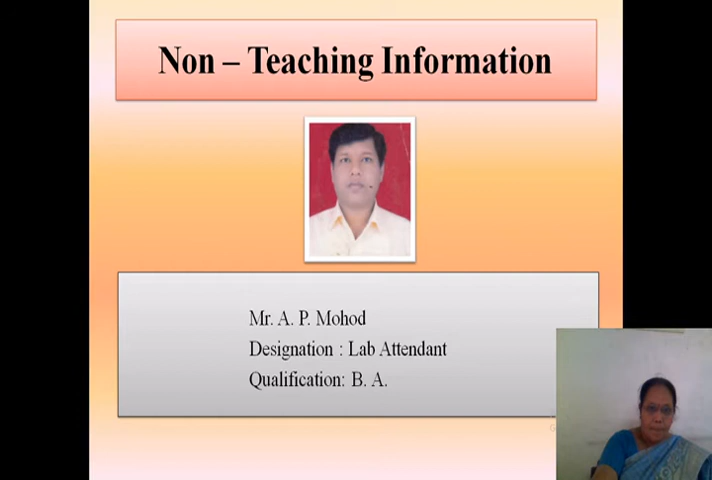 Non – Teaching Information
Mr. A. P. Mohod
Designation : Lab Attendant
Qualification: B. A.